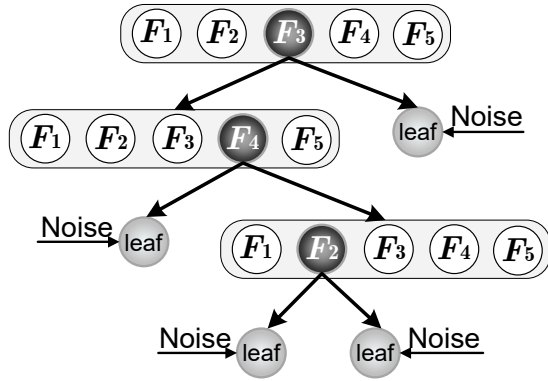 F1 F2 F3 F4 F5
leaf Noise
F1 F2 F3 F4 F5
Noise leaf
F1 F2 F3 F4 F5
Noise leaf leaf Noise